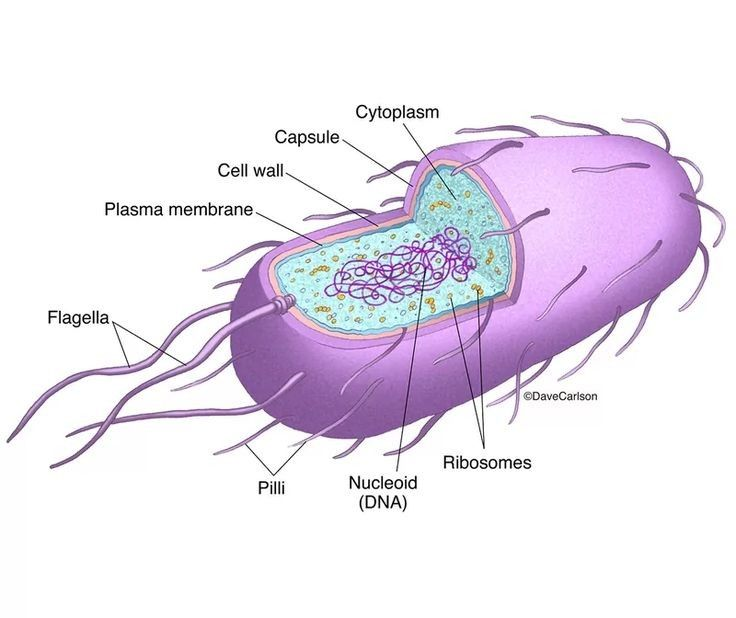 Cytoplasm
Capsule
Cell wall
Plasma membrane
Flagella
©DaveCarlson
Ribosomes
Pilli
Nucleoid
(DNA)